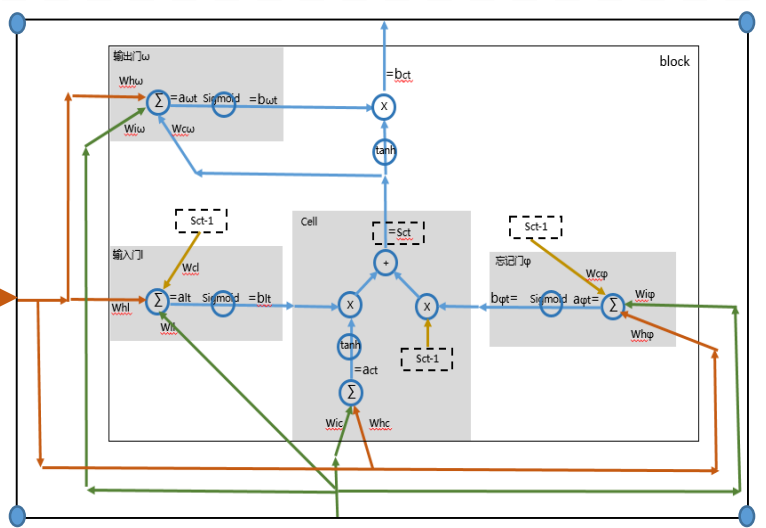 输出门ω
block
Whω
Σ
=aωt
Sigmoid
=bωt
X
=bct
Wiω
Wcω
tanh
Sct-1
Cell
=Sct
Sct-1
输入门l
Wcl
+
忘记门φ
Wcφ
Σ
=alt
Sigmoid
=blt
X
X
bφt=
Sigmoid
aφt=
Σ
Wiφ
Whl
Wil
Whφ
tanh
Sct-1
=act
Σ
Wic
Whc